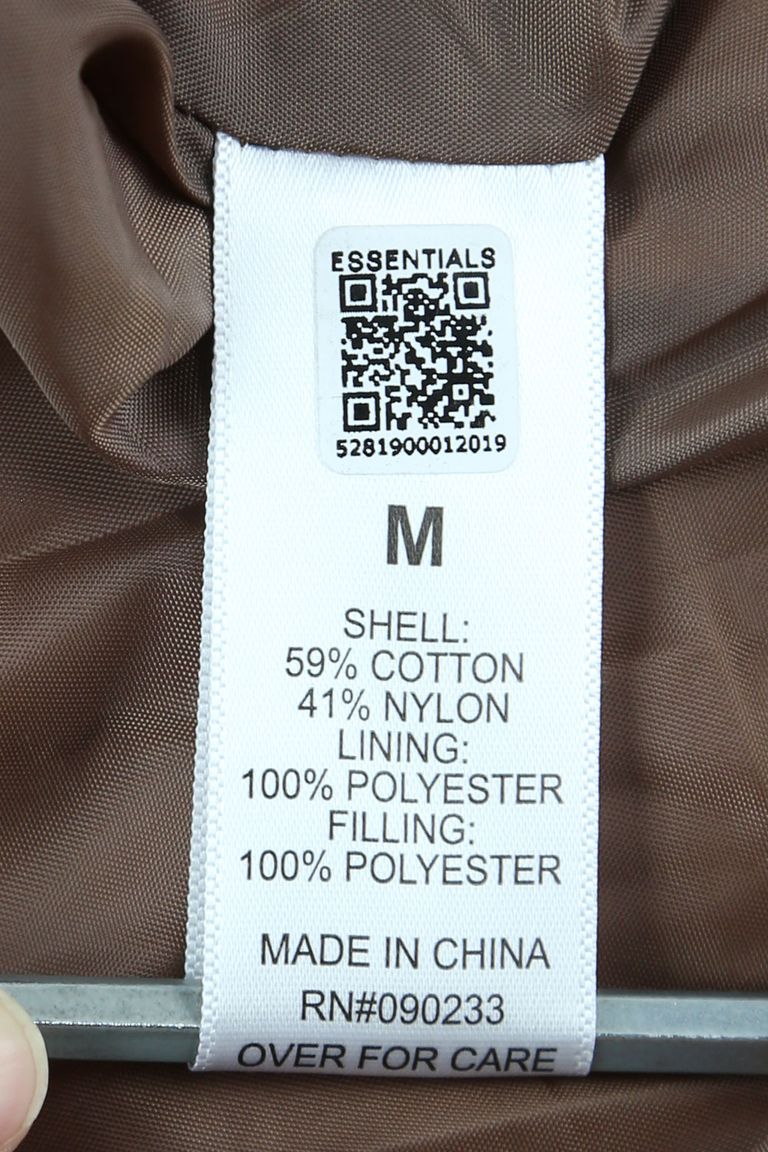 ESSENTIALS
5281900012019
M
SHELL:
59% COTTON
41% NYLON
LINING:
100% POLYESTER
FILLING:
100% POLYESTER
MADE IN CHINA
RN#090233
OVER FOR CARE